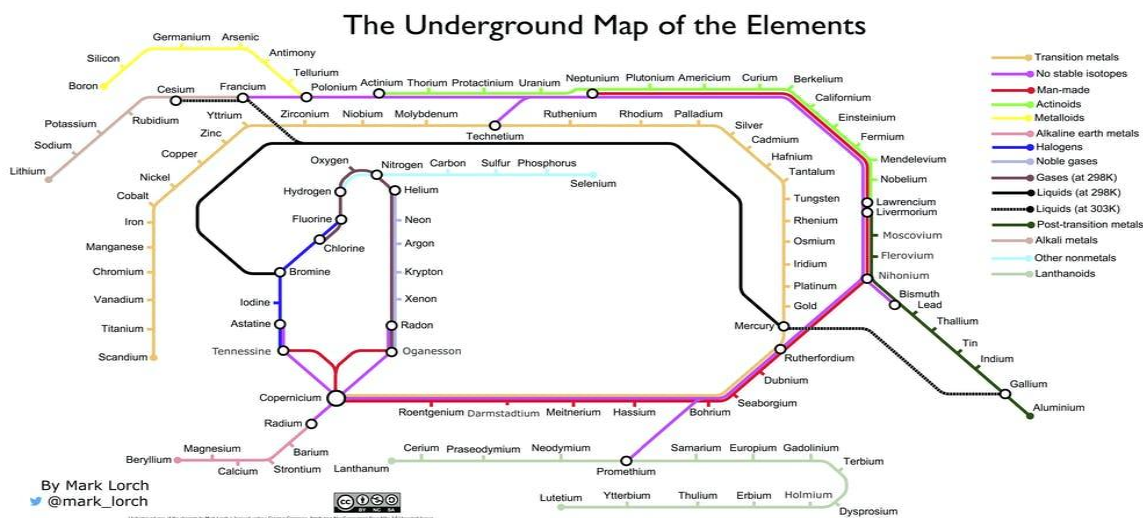 The Underground Map of the Elements
Germanium
Arsenic
Silicon
Antimony
Boron
Tellurium
Cesium
Francium
Polonium
Actinium
Thorium
Protactinium
Uranium
Neptunium
Plutonium
Americium
Curium
Berkelium
Californium
Einsteinium
Fermium
Mendelevium
Nobelium
Lawrencium
Livermorium
Moscovium
Flerovium
Nihonium
Bismuth
Lead
Thallium
Tin
Indium
Gallium
Aluminium
Potassium
Rubidium
Sodium
Lithium
Yttrium
Zirconium
Niobium
Molybdenum
Technetium
Ruthenium
Rhodium
Palladium
Silver
Cadmium
Hafnium
Tantalum
Tungsten
Rhenium
Osmium
Iridium
Platinum
Gold
Mercury
Rutherfordium
Dubnium
Seaborgium
Bohrium
Hassium
Meitnerium
Darmstadtium
Roentgenium
Copernicium
Zinc
Copper
Nickel
Cobalt
Iron
Manganese
Chromium
Vanadium
Titanium
Scandium
Oxygen
Nitrogen
Carbon
Sulfur
Phosphorus
Selenium
Hydrogen
Helium
Fluorine
Neon
Chlorine
Argon
Bromine
Krypton
Iodine
Xenon
Astatine
Radon
Tennessine
Oganesson
Radium
Barium
Strontium
Calcium
Magnesium
Beryllium
Lanthanum
Cerium
Praseodymium
Neodymium
Promethium
Samarium
Europium
Gadolinium
Terbium
Dysprosium
Holmium
Erbium
Thulium
Ytterbium
Lutetium
Transition metals
No stable isotopes
Man-made
Actinoids
Metalloids
Alkaline earth metals
Halogens
Noble gases
Gases (at 298K)
Liquids (at 298K)
Liquids (at 303K)
Post-transition metals
Alkali metals
Other nonmetals
Lanthanoids
By Mark Lorch
@mark_lorch
cc
BY NC SA